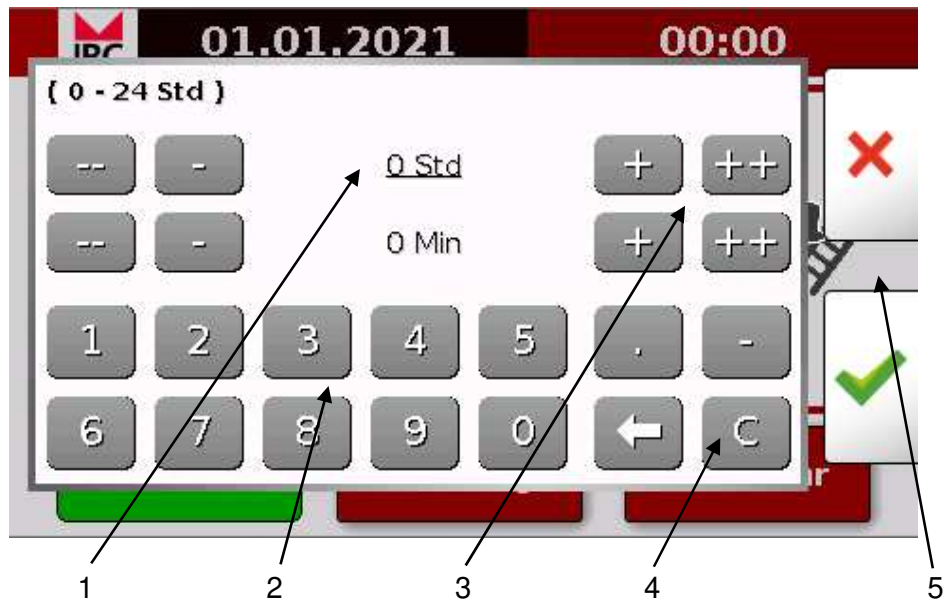 01.01.2021 00:00
( 0 - 24 Std )
-- - 0 Std + ++
-- - 0 Min + ++
1 2 3 4 5 . -
6 7 8 9 0 C
1 2 3 4 5